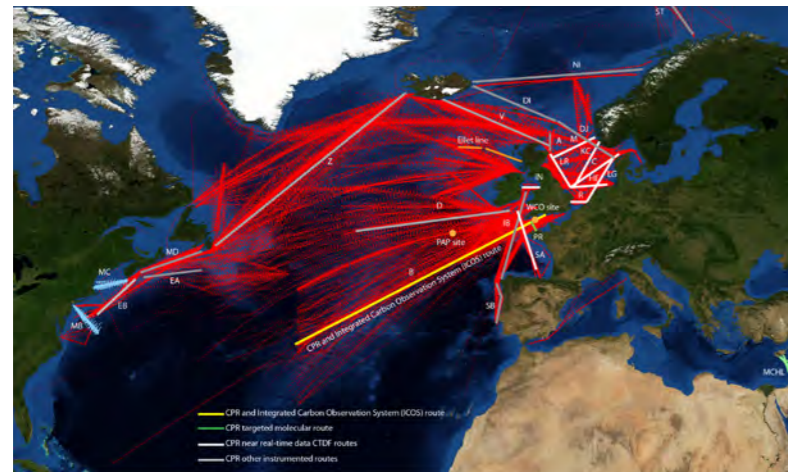 ST
NI
DI
V
DJ
M
A
KC
Ellet line
LR
C
LG
HE
Z
IN
R
D
WCO site
IB
PAP site
PR
MD
B
SA
MC
EA
CPR and Integrated Carbon Observation System (ICOS) route
EB
SB
MB
MCHL
CPR and Integrated Carbon Observation System (ICOS) route
CPR targeted molecular route
CPR near real-time data CTDF routes
CPR other instrumented routes